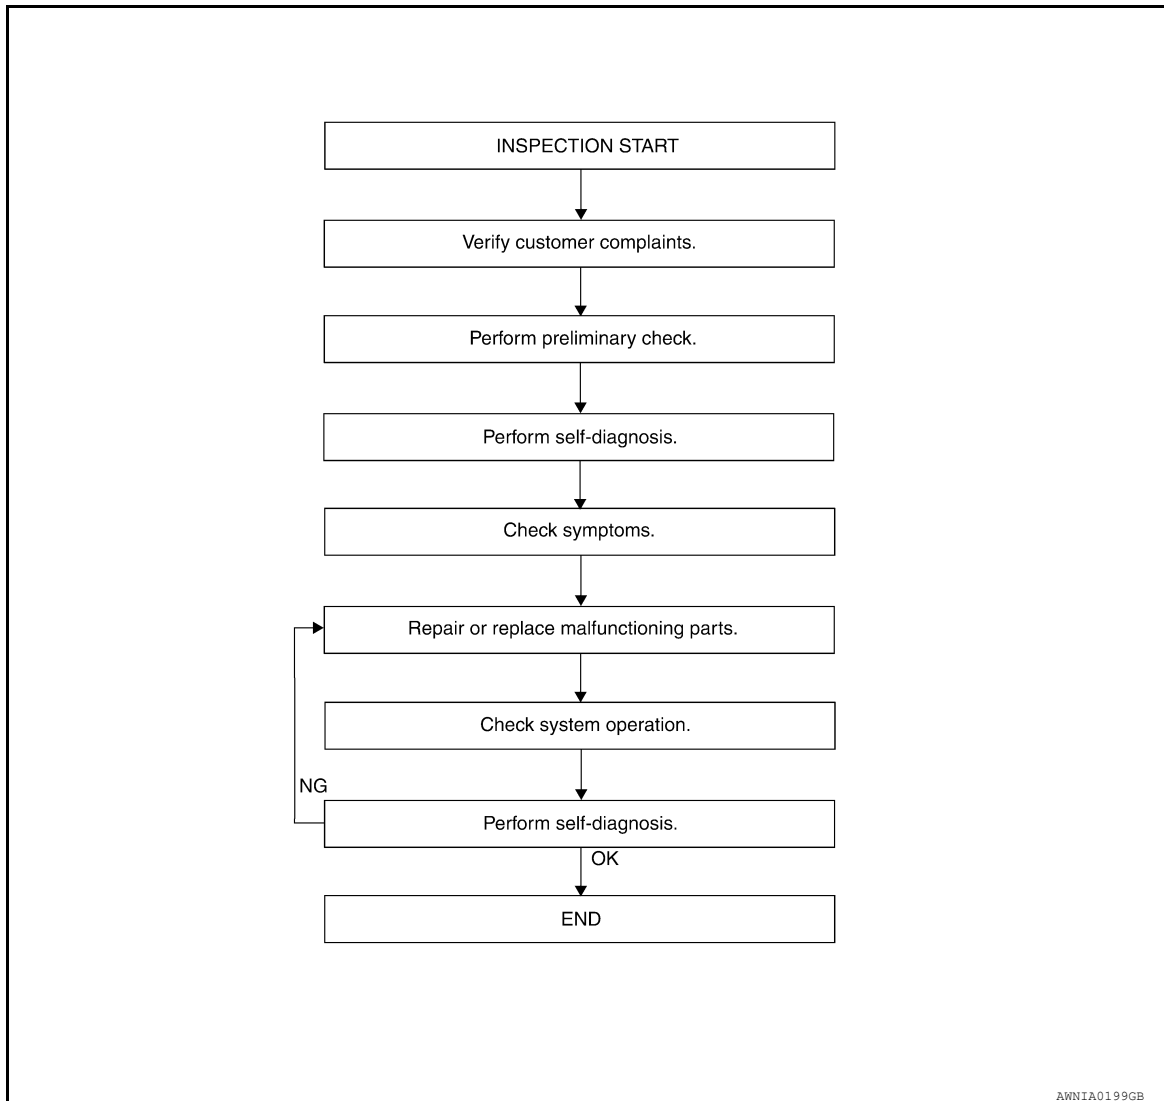 INSPECTION START
Verify customer complaints.
Perform preliminary check.
Perform self-diagnosis.
Check symptoms.
Repair or replace malfunctioning parts.
Check system operation.
NG
Perform self-diagnosis.
OK
END
AWNIA0199GB